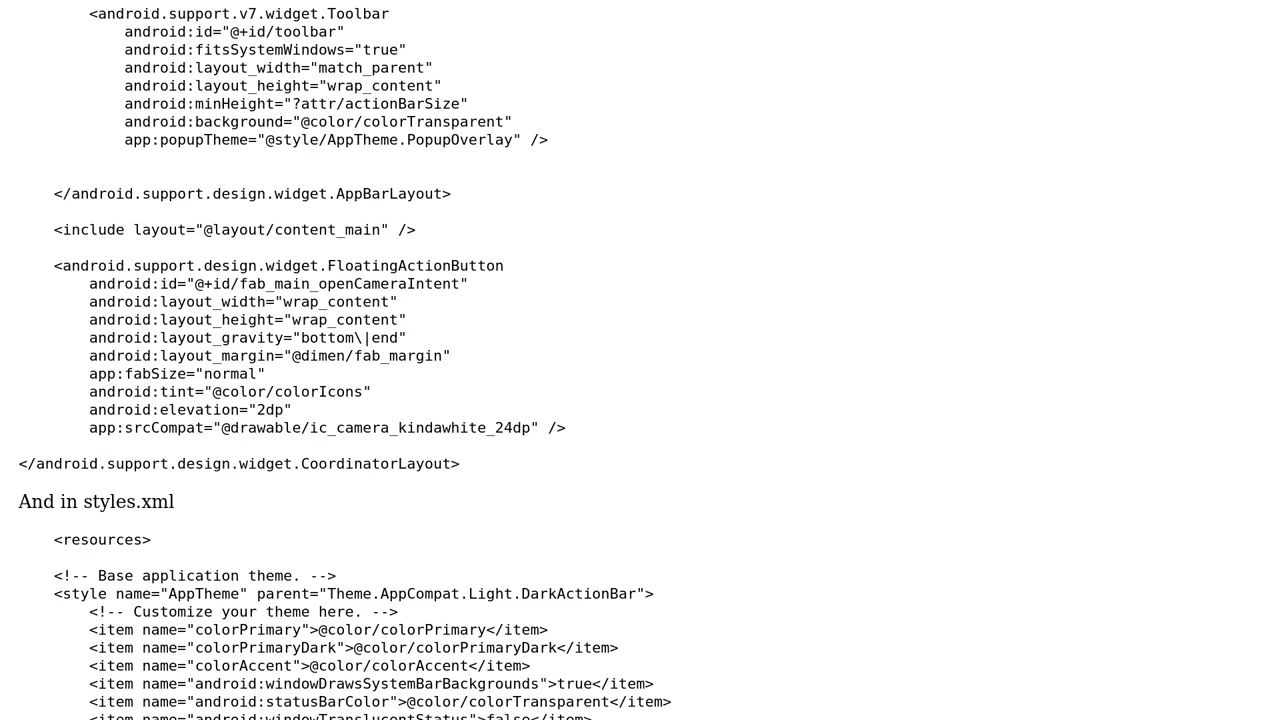 <android.support.v7.widget.Toolbar
android:id="@+id/toolbar"
android:fitsSystemWindows="true"
android:layout_width="match_parent"
android:layout_height="wrap_content"
android:minHeight="?attr/actionBarSize"
android:background="@color/colorTransparent"
app:popupTheme="@style/AppTheme.PopupOverlay" />
</android.support.design.widget.AppBarLayout>
<include layout="@layout/content_main" />
<android.support.design.widget.FloatingActionButton
android:id="@+id/fab_main_openCameraIntent"
android:layout_width="wrap_content"
android:layout_height="wrap_content"
android:layout_gravity="bottom\|end"
android:layout_margin="@dimen/fab_margin"
app:fabSize="normal"
android:tint="@color/colorIcons"
android:elevation="2dp"
app:srcCompat="@drawable/ic_camera_kindawhite_24dp" />
</android.support.design.widget.CoordinatorLayout>
And in styles.xml
<resources>
<!-- Base application theme. -->
<style name="AppTheme" parent="Theme.AppCompat.Light.DarkActionBar">
<!-- Customize your theme here. -->
<item name="colorPrimary">@color/colorPrimary</item>
<item name="colorPrimaryDark">@color/colorPrimaryDark</item>
<item name="colorAccent">@color/colorAccent</item>
<item name="android:windowDrawsSystemBarBackgrounds">true</item>
<item name="android:statusBarColor">@color/colorTransparent</item>
<item name="android:windowTranslucentStatus">false</item>